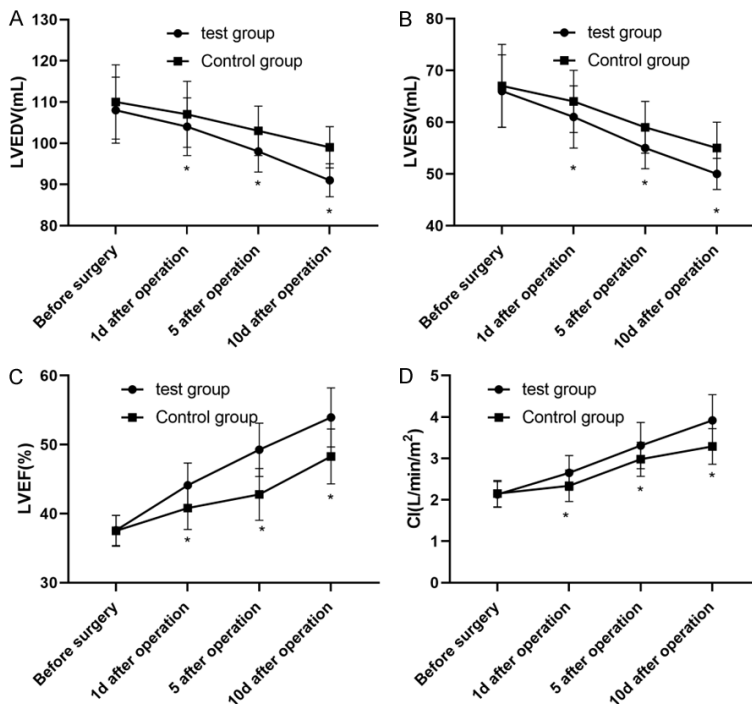 A
LVEDV(mL)
130
120
110
100
90
80
test group
Control group
*
*
*
Before surgery
1d after operation
5 after operation
10d after operation
B
LVESV(mL)
80
70
60
50
40
test group
Control group
*
*
*
Before surgery
1d after operation
5 after operation
10d after operation
C
LVEF(%)
60
50
40
30
test group
Control group
*
*
*
Before surgery
1d after operation
5 after operation
10d after operation
D
CI(L/min/m²)
5
4
3
2
1
0
test group
Control group
*
*
*
Before surgery
1d after operation
5 after operation
10d after operation